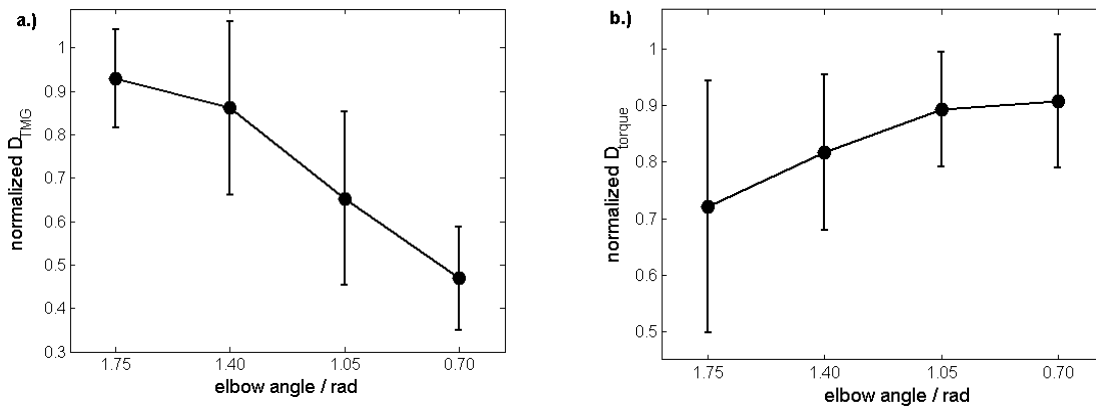 a.)
normalized D_TMG
1
0.9
0.8
0.7
0.6
0.5
0.4
0.3
1.75 1.40 1.05 0.70
elbow angle / rad
b.)
normalized D_torque
1
0.9
0.8
0.7
0.6
0.5
1.75 1.40 1.05 0.70
elbow angle / rad